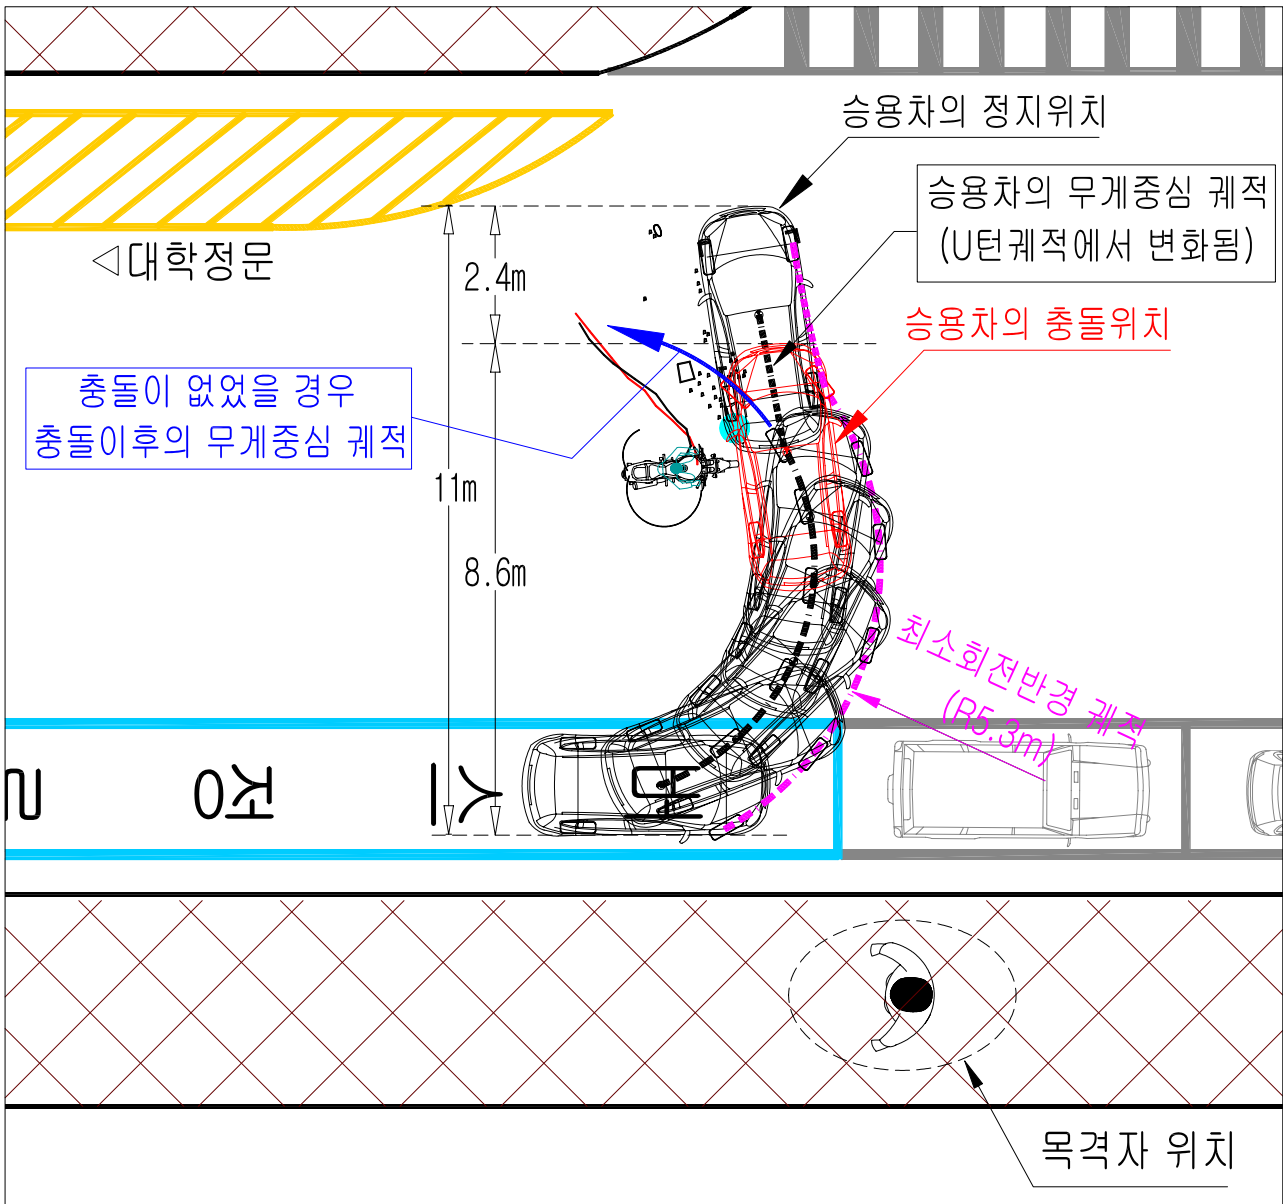 승용차의 정지위치
승용차의 무게중심 궤적
(U턴궤적에서 변화됨)
◁대학정문
2.4m
승용차의 충돌위치
충돌이 없었을 경우
충돌이후의 무게중심 궤적
11m
8.6m
최소회전반경 궤적
(R5.3m)
버스정류
목격자 위치